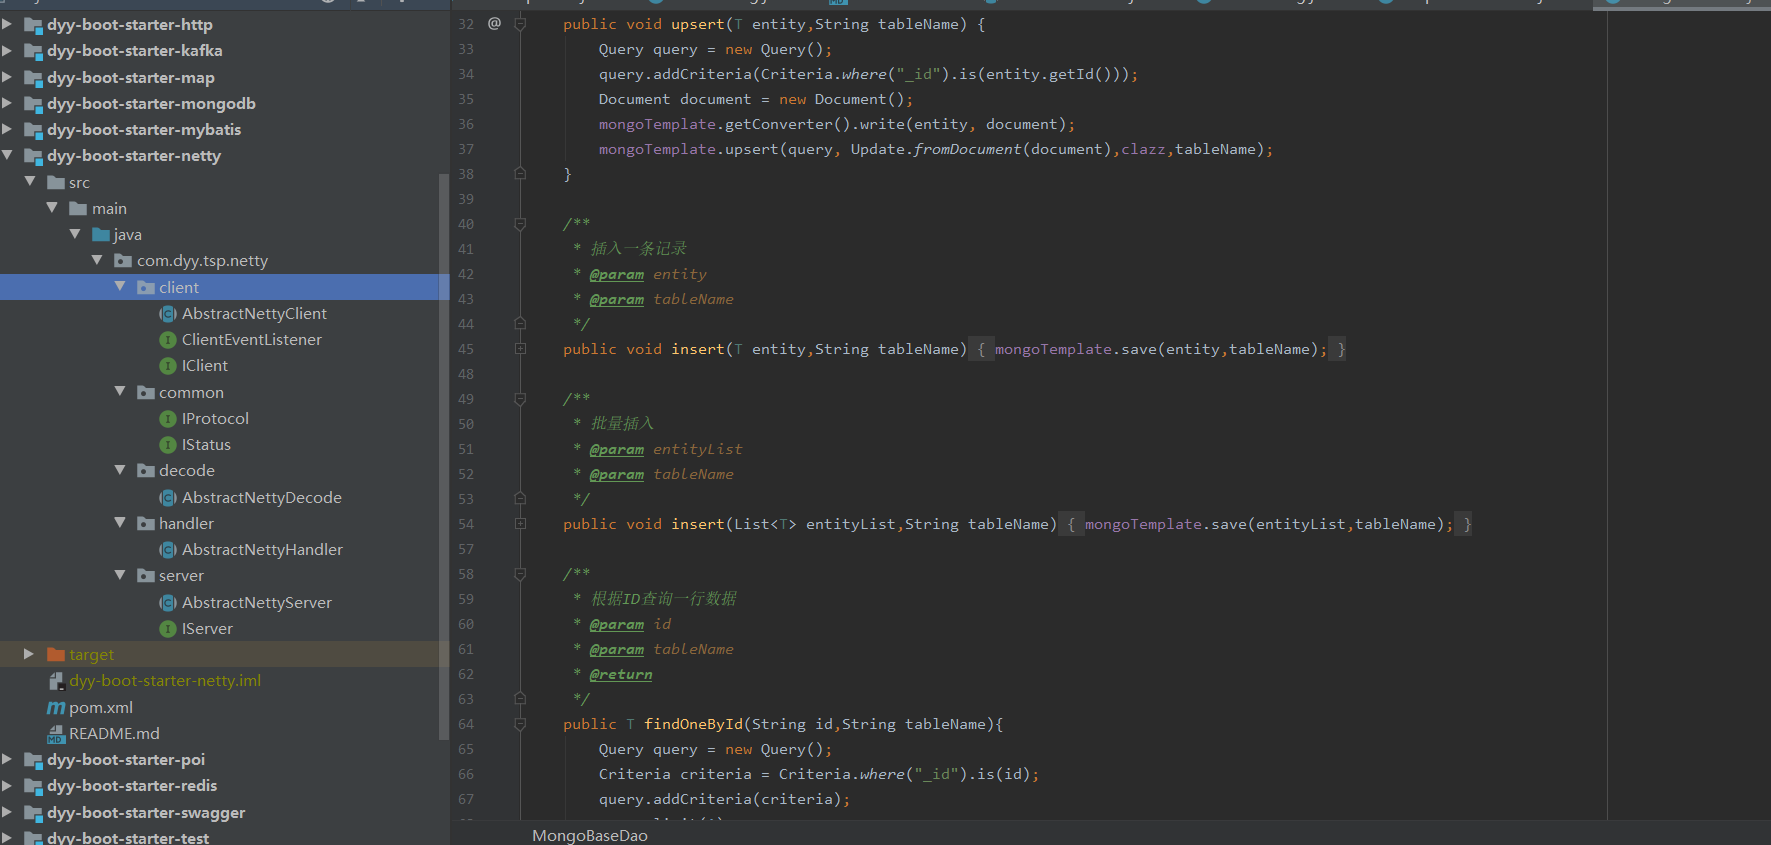 dyy-boot-starter-http
dyy-boot-starter-kafka
dyy-boot-starter-map
dyy-boot-starter-mongodb
dyy-boot-starter-mybatis
dyy-boot-starter-netty
src
main
java
com.dyy.tsp.netty
client
AbstractNettyClient
ClientEventListener
IClient
common
IProtocol
IStatus
decode
AbstractNettyDecode
handler
AbstractNettyHandler
server
AbstractNettyServer
IServer
target
dyy-boot-starter-netty.iml
pom.xml
README.md
dyy-boot-starter-poi
dyy-boot-starter-redis
dyy-boot-starter-swagger
dyy-boot-starter-test
32 @ public void upsert(T entity,String tableName) {
33 Query query = new Query();
34 query.addCriteria(Criteria.where("_id").is(entity.getId()));
35 Document document = new Document();
36 mongoTemplate.getConverter().write(entity, document);
37 mongoTemplate.upsert(query, Update.fromDocument(document),clazz,tableName);
38 }
39
40 /**
41 * 插入一条记录
42 * @param entity
43 * @param tableName
44 */
45 public void insert(T entity,String tableName) { mongoTemplate.save(entity,tableName); }
48
49 /**
50 * 批量插入
51 * @param entityList
52 * @param tableName
53 */
54 public void insert(List<T> entityList,String tableName) { mongoTemplate.save(entityList,tableName); }
57
58 /**
59 * 根据ID查询一行数据
60 * @param id
61 * @param tableName
62 * @return
63 */
64 public T findOneById(String id,String tableName){
65 Query query = new Query();
66 Criteria criteria = Criteria.where("_id").is(id);
67 query.addCriteria(criteria);
MongoBaseDao